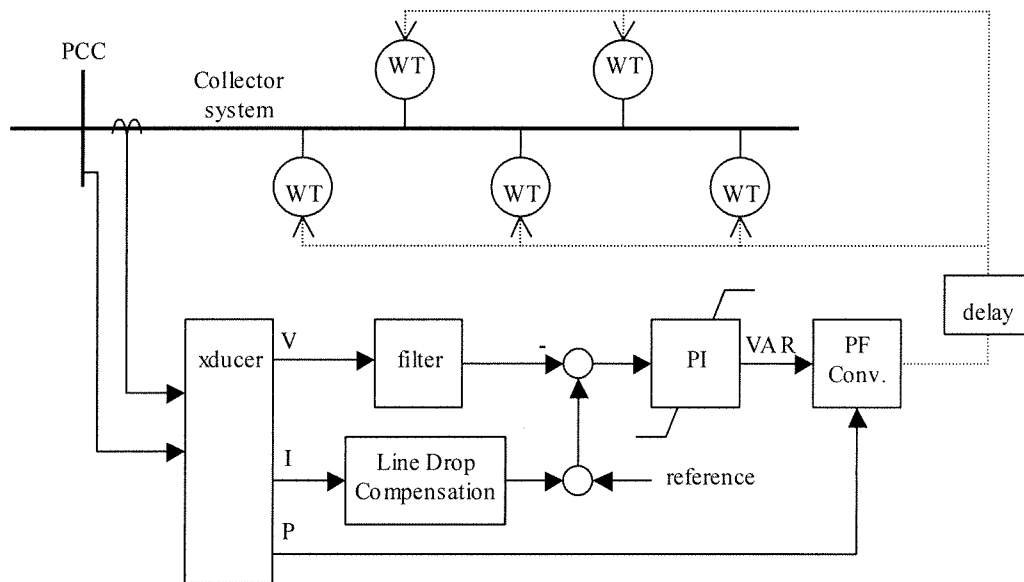 PCC
Collector
system
WT
WT
WT
WT
WT
delay
xducer
V
filter
-
PI
VAR
PF
Conv.
I
Line Drop
Compensation
reference
P